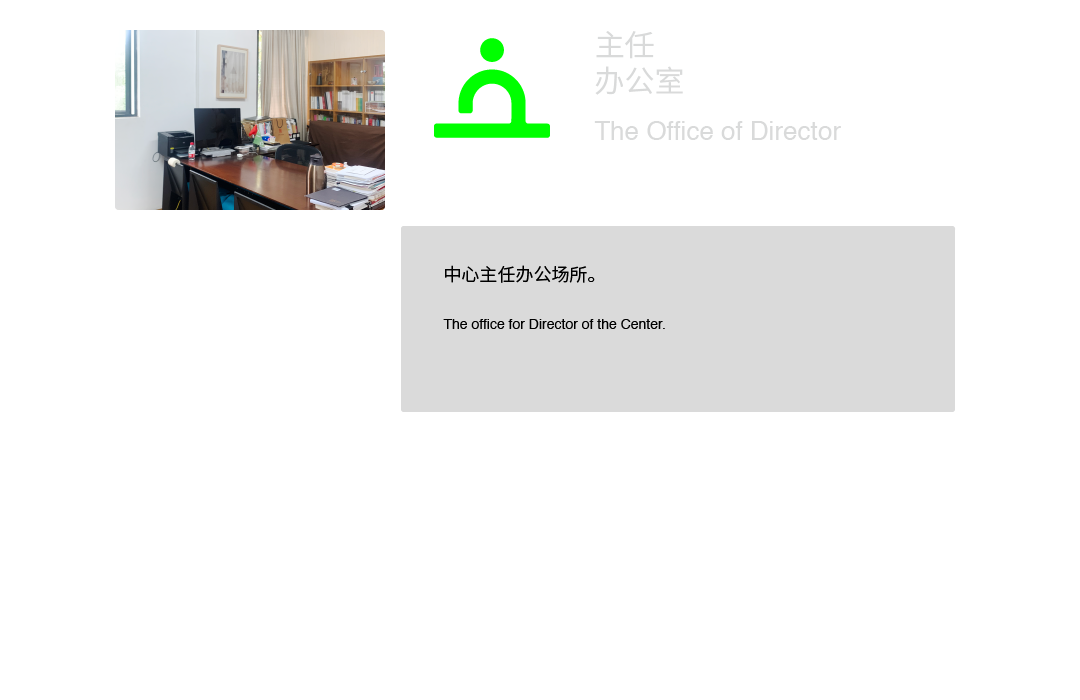 主任
办公室
The Office of Director
中心主任办公场所。
The office for Director of the Center.